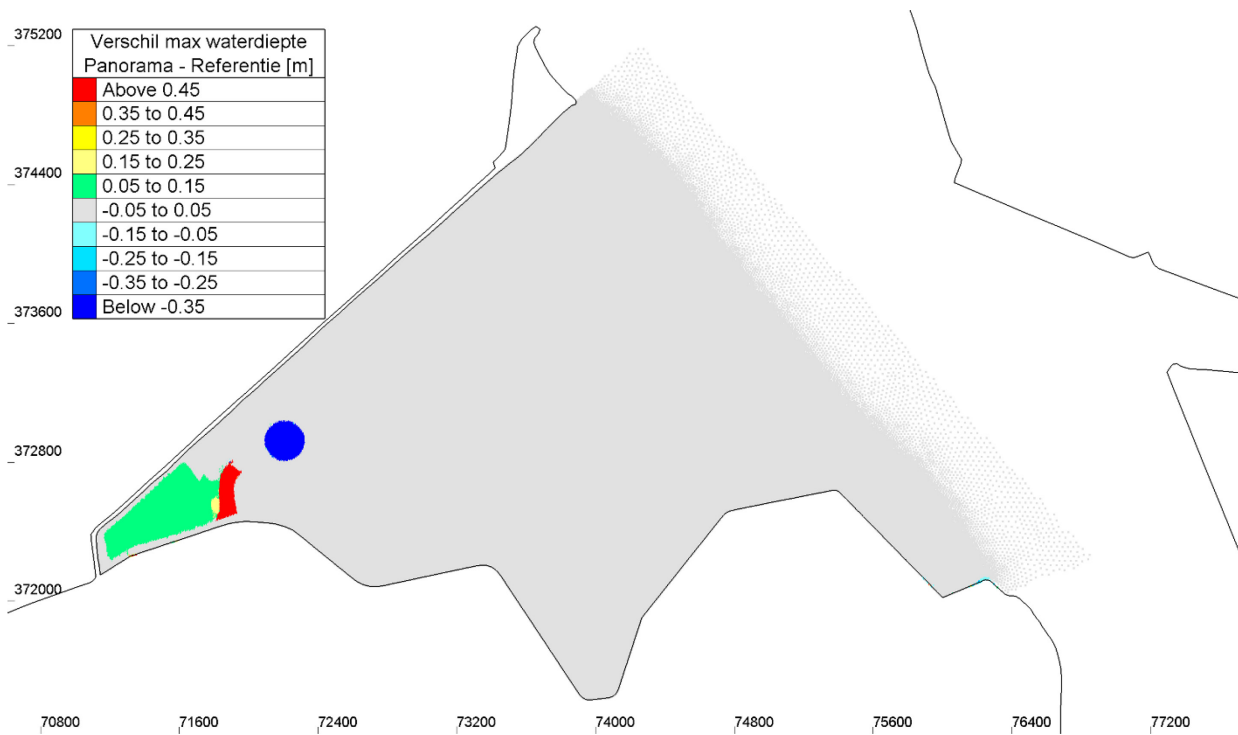 Verschil max waterdiepte
Panorama - Referentie [m]
Above 0.45
0.35 to 0.45
0.25 to 0.35
0.15 to 0.25
0.05 to 0.15
-0.05 to 0.05
-0.15 to -0.05
-0.25 to -0.15
-0.35 to -0.25
Below -0.35
375200
374400
373600
372800
372000
70800 71600 72400 73200 74000 74800 75600 76400 77200